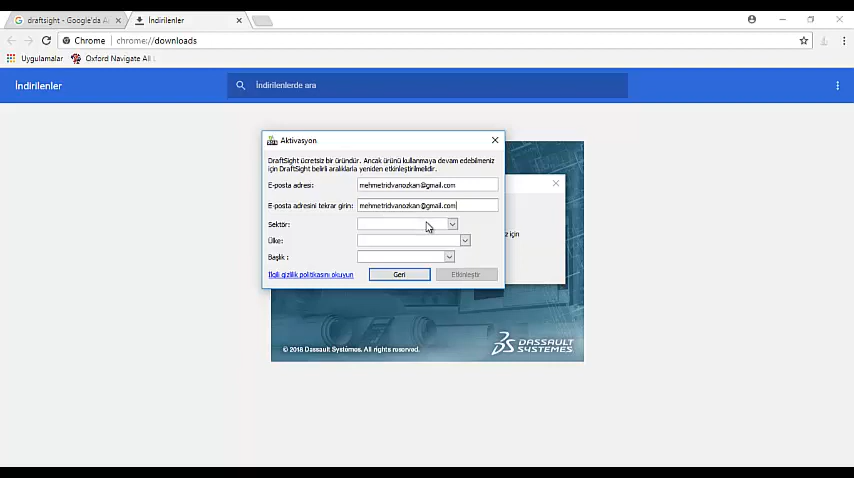 draftsight - Google'da A
İndirilenler
Chrome
chrome://downloads
Uygulamalar
Oxford Navigate All
İndirilenler
İndirilenlerde ara
Aktivasyon
DraftSight ücretsiz bir üründür. Ancak ürünü kullanmaya devam edebilmeniz
için DraftSight belirli aralıklarla yeniden etkinleştirilmelidir.
E-posta adresi:
mehmetridvanozkan@gmail.com
E-posta adresini tekrar girin:
mehmetridvanozkan@gmail.com
Sektör:
için
Ülke:
Başlık :
İlgili gizlilik politikasını okuyun
Geri
Etkinleştir
© 2018 Dassault Systèmes. All rights reserved.
DASSAULT
SYSTEMES